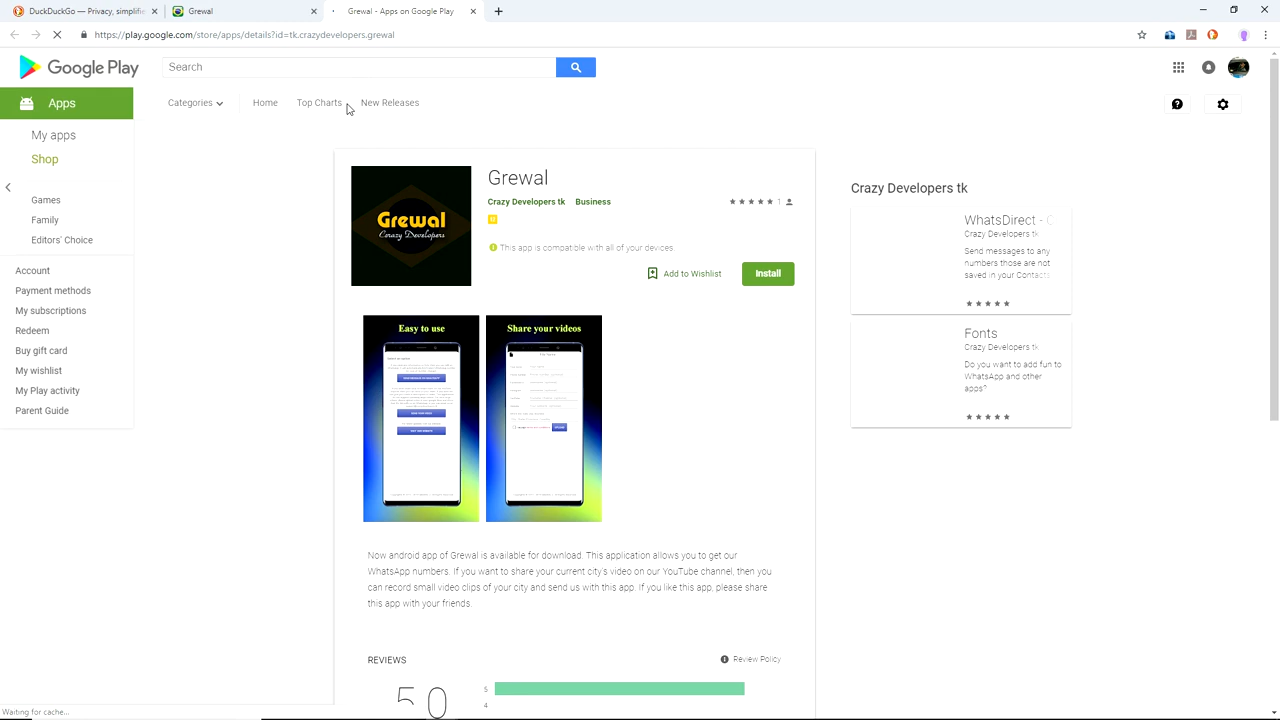 DuckDuckGo — Privacy, simplifie
Grewal
Grewal - Apps on Google Play
https://play.google.com/store/apps/details?id=tk.crazydevelopers.grewal
Google Play
Search
Apps
Categories
Home
Top Charts
New Releases
My apps
Shop
Games
Family
Editors' Choice
Account
Payment methods
My subscriptions
Redeem
Buy gift card
My wishlist
My Play activity
Parent Guide
Grewal
Crazy Developers
Grewal
Crazy Developers tk Business
1
12
This app is compatible with all of your devices.
Add to Wishlist
Install
Easy to use
Share your videos
Now android app of Grewal is available for download. This application allows you to get our
WhatsApp numbers. If you want to share your current city's video on our YouTube channel, then you
can record small video clips of your city and send us with this app. If you like this app, please share
this app with your friends.
REVIEWS
Review Policy
5.0
5
4
Crazy Developers tk
WhatsDirect - C
Crazy Developers tk
Send messages to any
numbers those are not
saved in your Contacts
Fonts
Crazy Developers tk
Do you want to add fun to
WhatsApp and other
apps?
Waiting for cache...